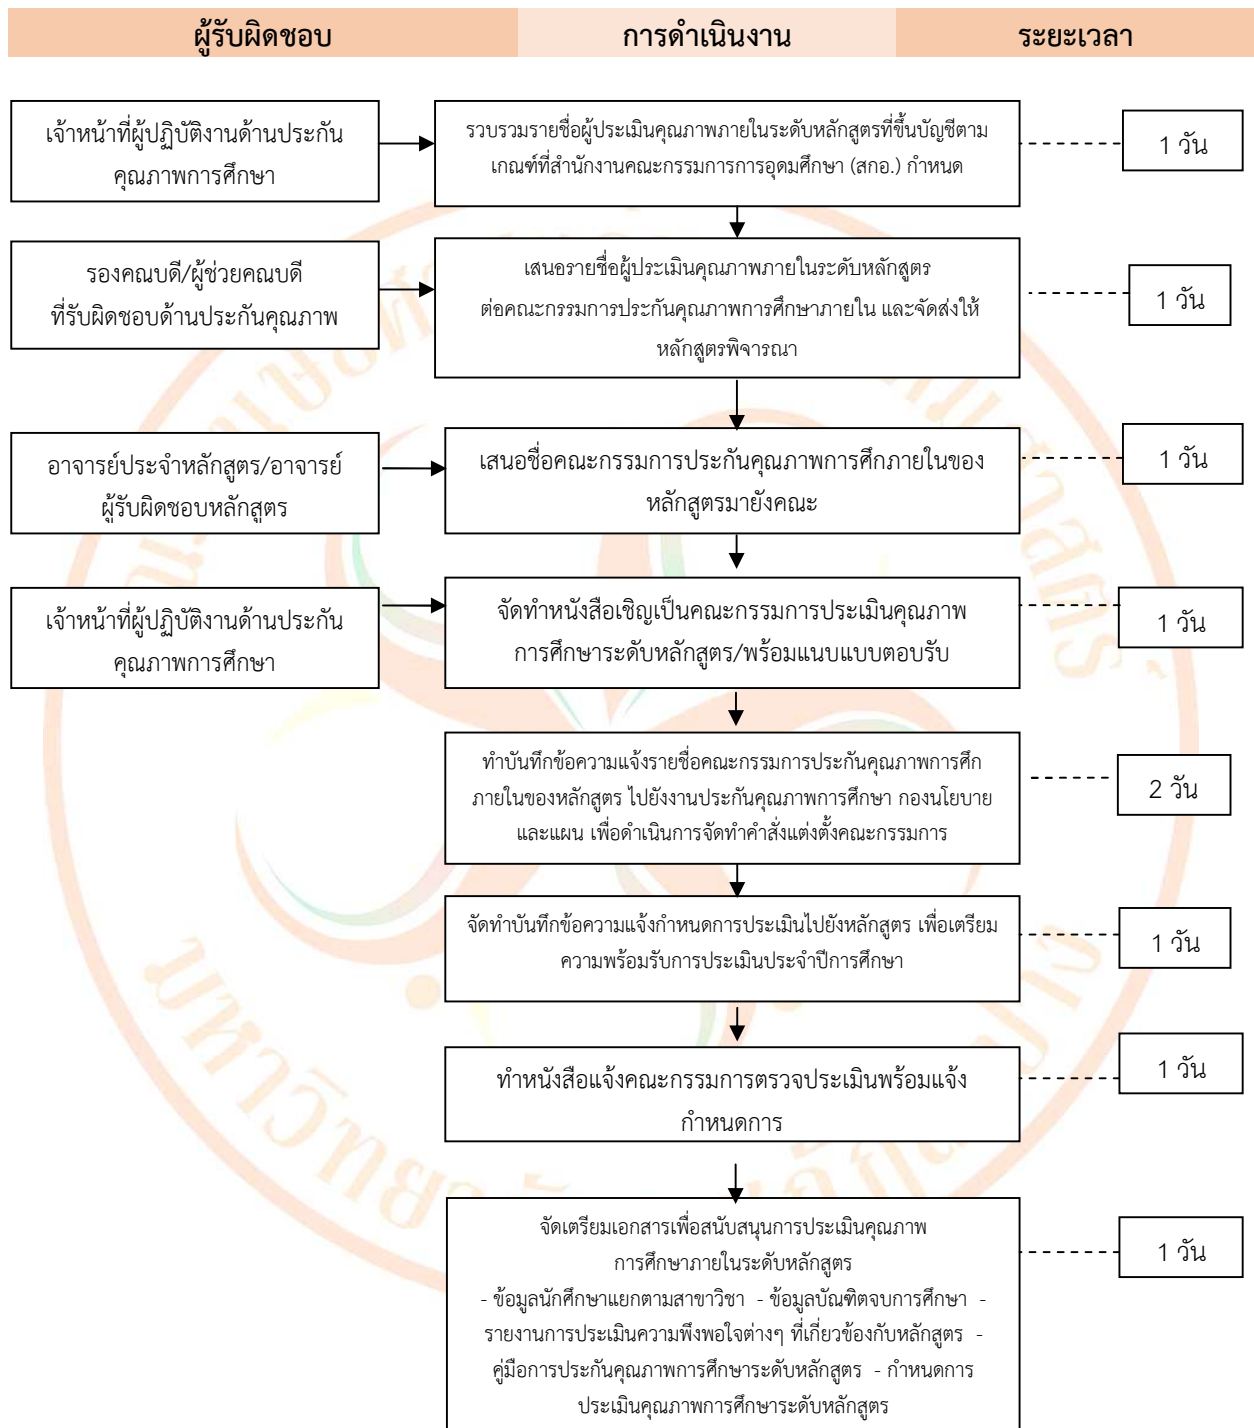 ผู้รับผิดชอบ การดำเนินงาน ระยะเวลา
เจ้าหน้าที่ผู้ปฏิบัติงานด้านประกัน
คุณภาพการศึกษา
รวบรวมรายชื่อผู้ประเมินคุณภาพภายในระดับหลักสูตรที่ขึ้นบัญชีตาม
เกณฑ์ที่สำนักงานคณะกรรมการการอุดมศึกษา (สกอ.) กำหนด
1 วัน
รองคณบดี/ผู้ช่วยคณบดี
ที่รับผิดชอบด้านประกันคุณภาพ
เสนอรายชื่อผู้ประเมินคุณภาพภายในระดับหลักสูตร
ต่อคณะกรรมการประกันคุณภาพการศึกษาภายใน และจัดส่งให้
หลักสูตรพิจารณา
1 วัน
อาจารย์ประจำหลักสูตร/อาจารย์
ผู้รับผิดชอบหลักสูตร
เสนอชื่อคณะกรรมการประกันคุณภาพการศึกภายในของ
หลักสูตรมายังคณะ
1 วัน
เจ้าหน้าที่ผู้ปฏิบัติงานด้านประกัน
คุณภาพการศึกษา
จัดทำหนังสือเชิญเป็นคณะกรรมการประเมินคุณภาพ
การศึกษาระดับหลักสูตร/พร้อมแนบแบบตอบรับ
1 วัน
ทำบันทึกข้อความแจ้งรายชื่อคณะกรรมการประกันคุณภาพการศึก
ภายในของหลักสูตร ไปยังงานประกันคุณภาพการศึกษา กองนโยบาย
และแผน เพื่อดำเนินการจัดทำคำสั่งแต่งตั้งคณะกรรมการ
2 วัน
จัดทำบันทึกข้อความแจ้งกำหนดการประเมินไปยังหลักสูตร เพื่อเตรียม
ความพร้อมรับการประเมินประจำปีการศึกษา
1 วัน
ทำหนังสือแจ้งคณะกรรมการตรวจประเมินพร้อมแจ้ง
กำหนดการ
1 วัน
จัดเตรียมเอกสารเพื่อสนับสนุนการประเมินคุณภาพ
การศึกษาภายในระดับหลักสูตร
- ข้อมูลนักศึกษาแยกตามสาขาวิชา - ข้อมูลบัณฑิตจบการศึกษา -
รายงานการประเมินความพึงพอใจต่างๆ ที่เกี่ยวข้องกับหลักสูตร -
คู่มือการประกันคุณภาพการศึกษาระดับหลักสูตร - กำหนดการ
ประเมินคุณภาพการศึกษาระดับหลักสูตร
1 วัน